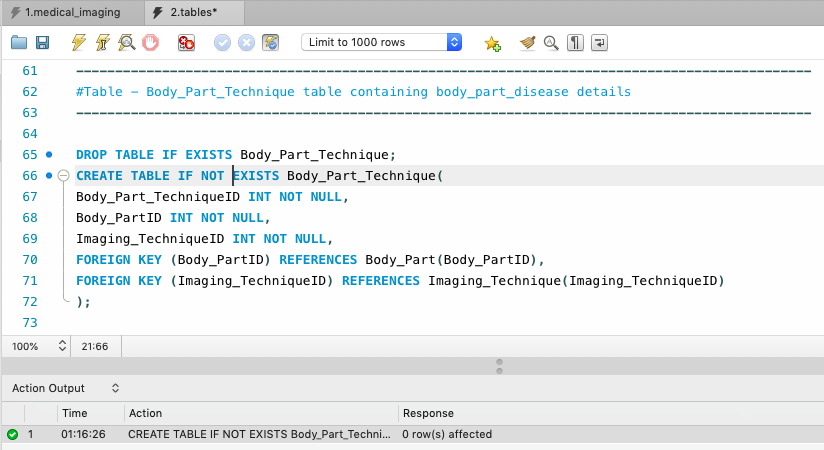 1.medical_imaging
2.tables*
Limit to 1000 rows
61 -----------------------------------------------------------------------------------------------
62 #Table – Body_Part_Technique table containing body_part_disease details
63 -----------------------------------------------------------------------------------------------
64
65 DROP TABLE IF EXISTS Body_Part_Technique;
66 CREATE TABLE IF NOT EXISTS Body_Part_Technique(
67 Body_Part_TechniqueID INT NOT NULL,
68 Body_PartID INT NOT NULL,
69 Imaging_TechniqueID INT NOT NULL,
70 FOREIGN KEY (Body_PartID) REFERENCES Body_Part(Body_PartID),
71 FOREIGN KEY (Imaging_TechniqueID) REFERENCES Imaging_Technique(Imaging_TechniqueID)
72 );
73
100% 21:66
Action Output
Time Action Response
1 01:16:26 CREATE TABLE IF NOT EXISTS Body_Part_Techni... 0 row(s) affected